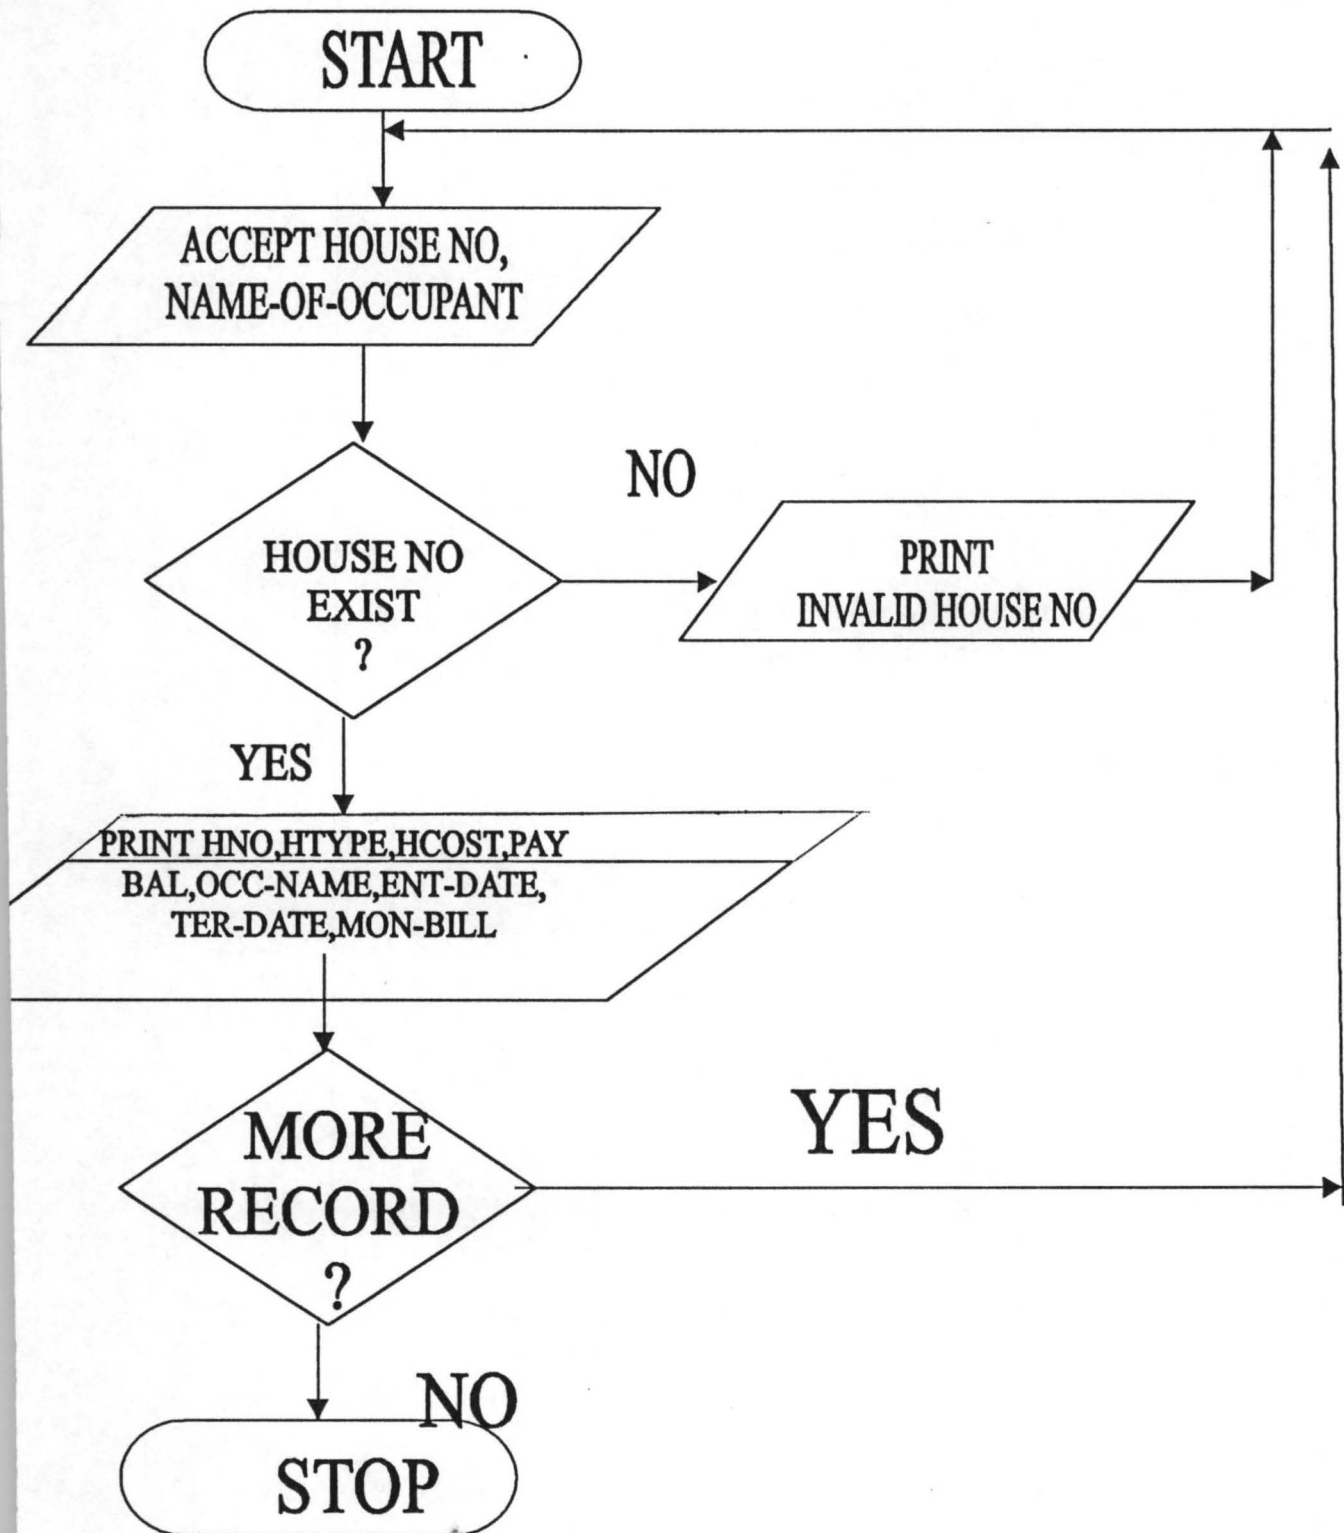 START
ACCEPT HOUSE NO,
NAME-OF-OCCUPANT
NO
HOUSE NO
EXIST
?
PRINT
INVALID HOUSE NO
YES
PRINT HNO,HTYPE,HCOST,PAY
BAL,OCC-NAME,ENT-DATE,
TER-DATE,MON-BILL
MORE
RECORD
?
YES
NO
STOP